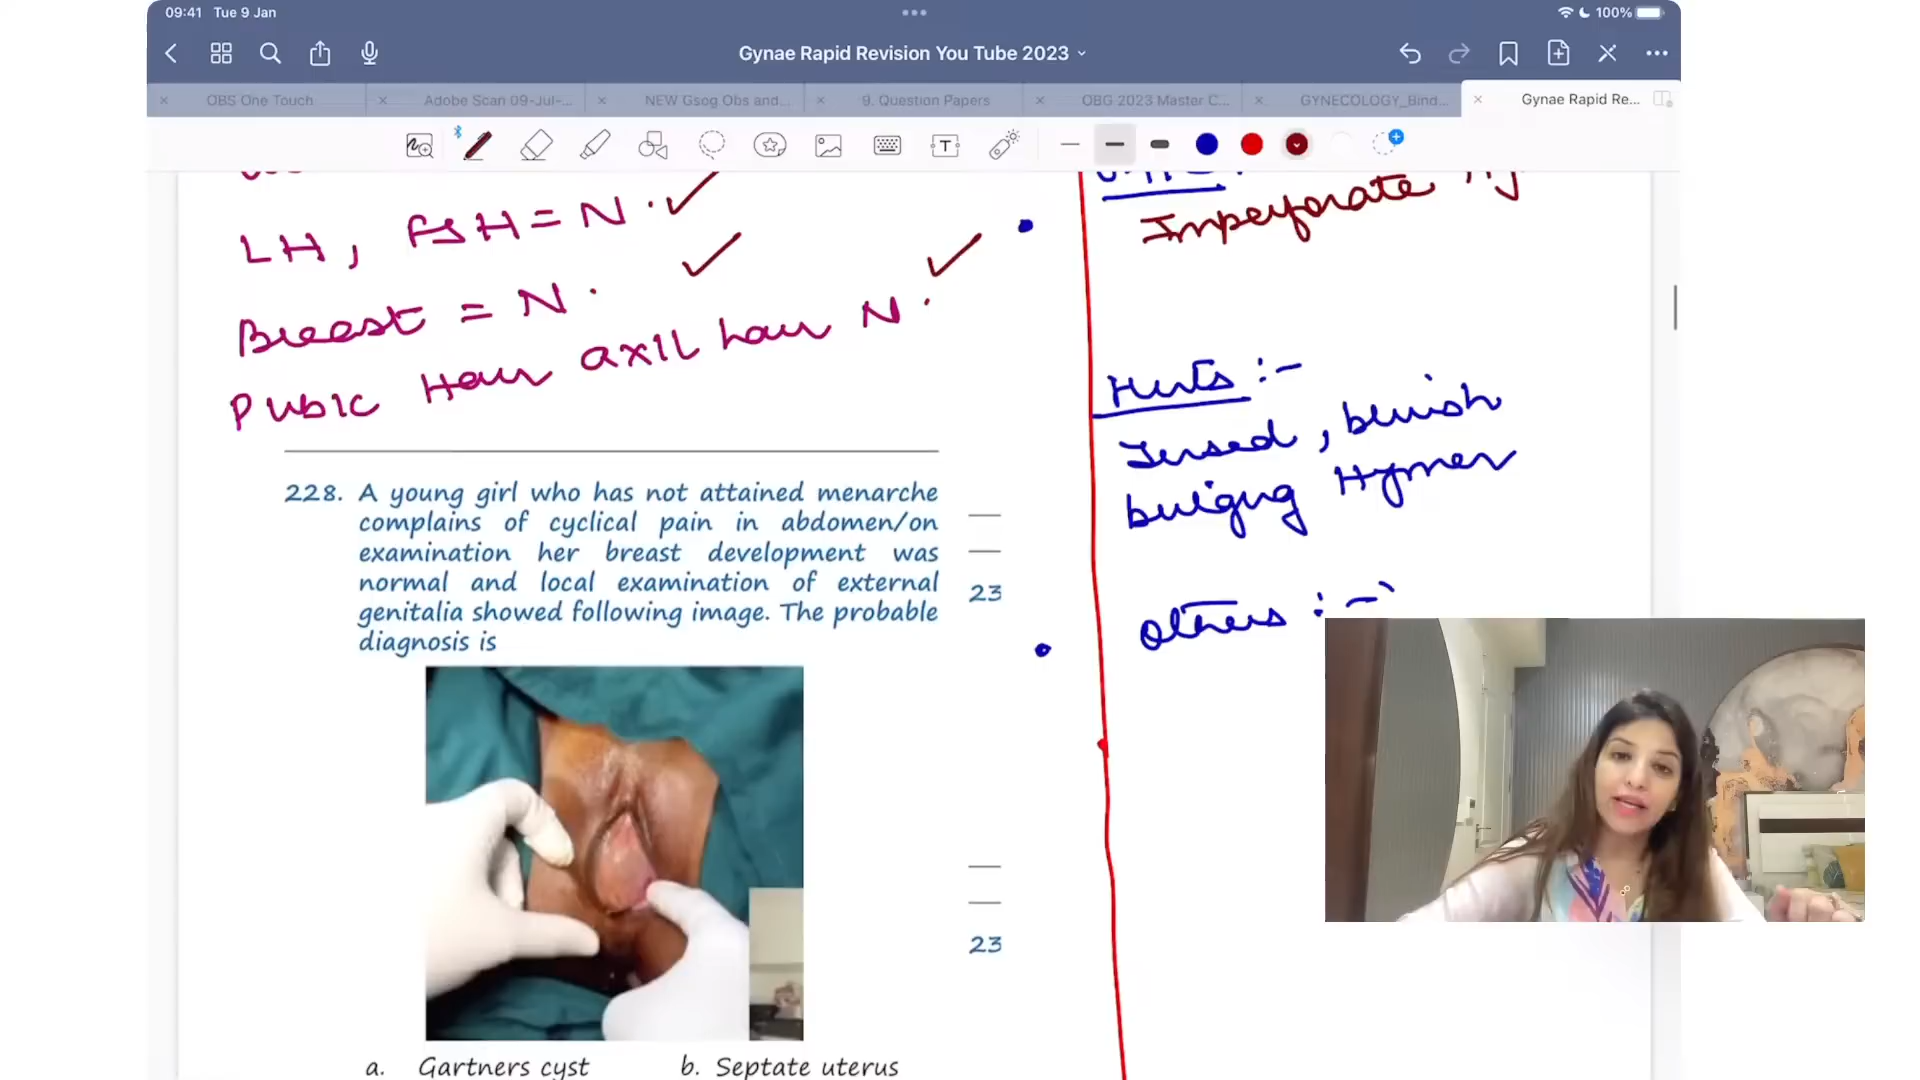 09:41 Tue 9 Jan
100%
Gynae Rapid Revision You Tube 2023
OBS One Touch
Adobe Scan 09-Jul-...
NEW Gsog Obs and...
9. Question Papers
OBG 2023 Master C...
GYNECOLOGY_Bind...
Gynae Rapid Re...
LH, FSH = N.
Breast = N.
Pubic Hair axil hair N.
228. A young girl who has not attained menarche
complains of cyclical pain in abdomen/on
examination her breast development was
normal and local examination of external
genitalia showed following image. The probable
diagnosis is
23
23
a. Gartners cyst b. Septate uterus
Imperforate Hy
Hints :-
Tensed, bluish
bulging Hymen
Others :-